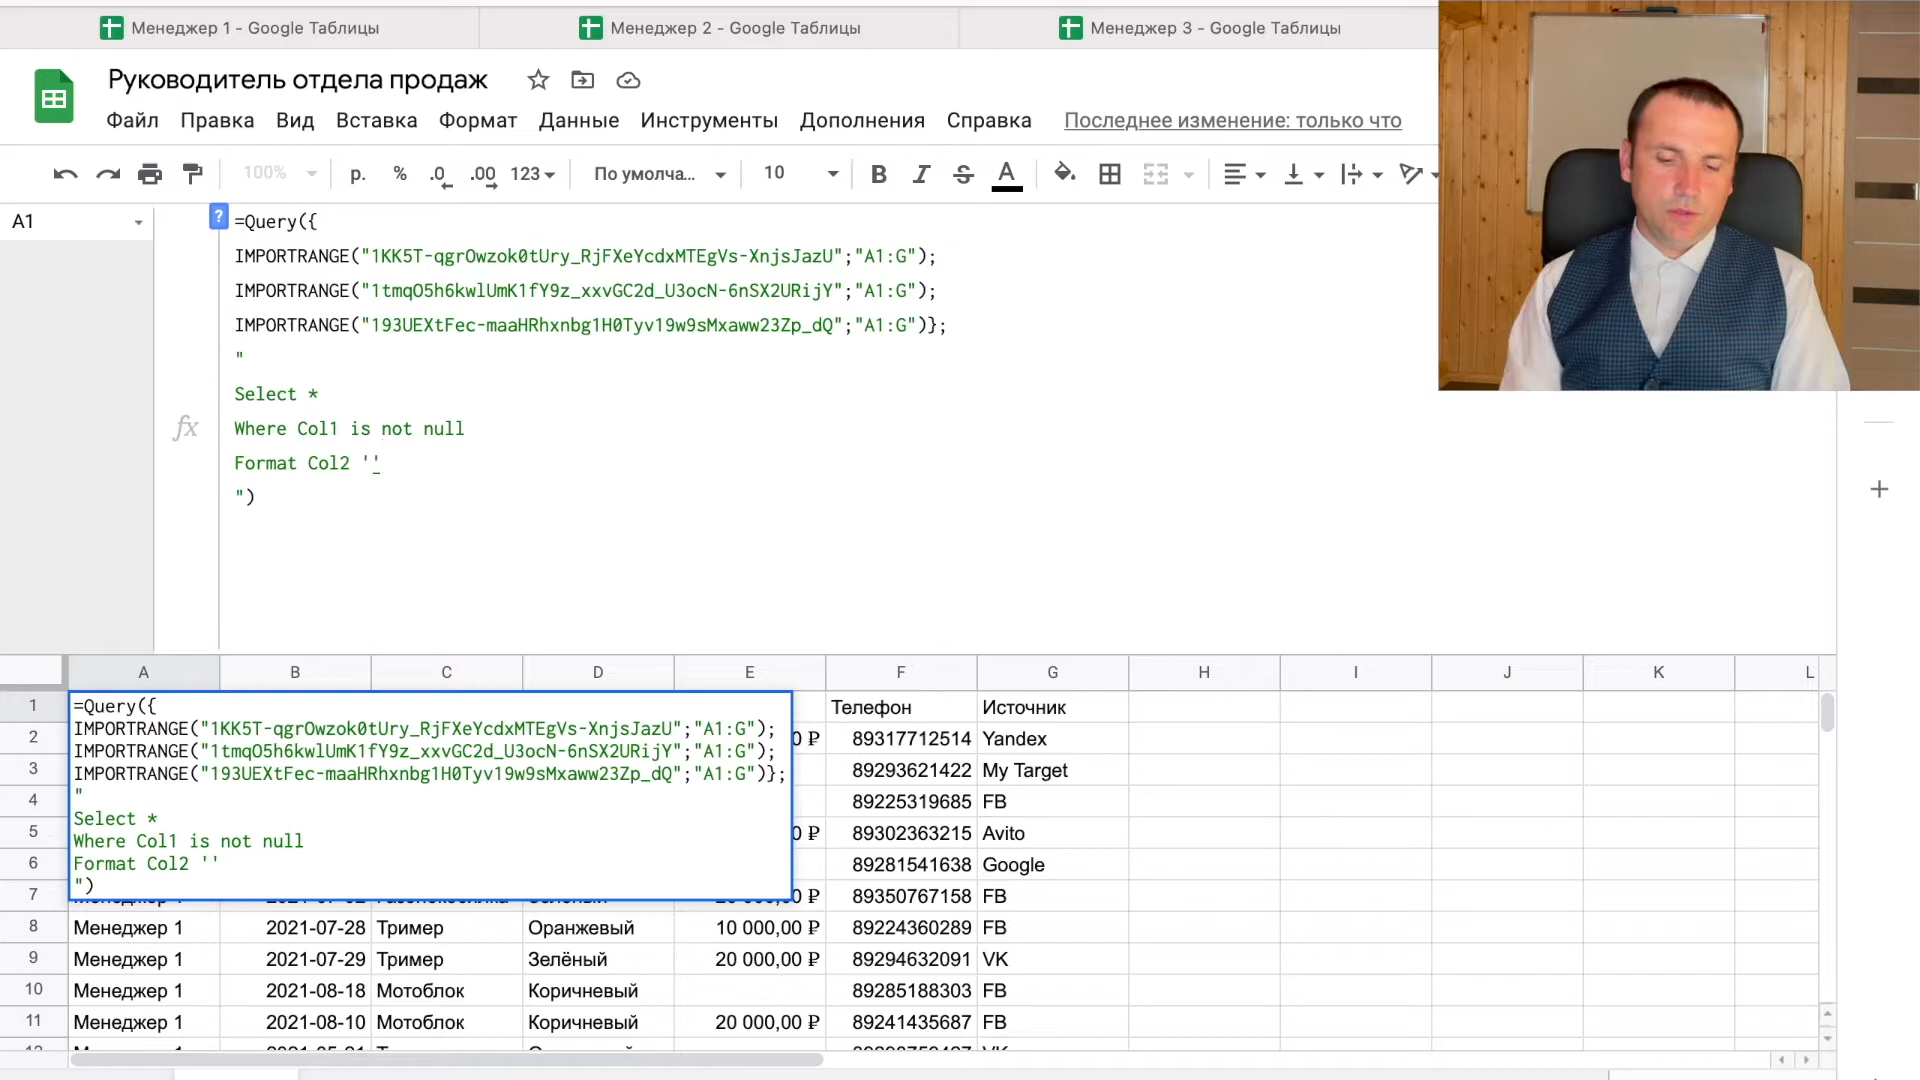 Менеджер 1 - Google Таблицы
Менеджер 2 - Google Таблицы
Менеджер 3 - Google Таблицы
Руководитель отдела продаж
Файл Правка Вид Вставка Формат Данные Инструменты Дополнения Справка Последнее изменение: только что
100% р. % .0 .00 123 По умолча... 10 B I S A
A1
? =Query({
IMPORTRANGE("1KK5T-qgrOwzok0tUry_RjFXeYcdxMTEgVs-XnjsJazU";"A1:G");
IMPORTRANGE("1tmqO5h6kwlUmK1fY9z_xxvGC2d_U3ocN-6nSX2URijY";"A1:G");
IMPORTRANGE("193UEXtFec-maaHRhxnbg1H0Tyv19w9sMxaww23Zp_dQ";"A1:G")};
"
Select *
fx
Where Col1 is not null
Format Col2 ''
")
A B C D E F G H I J K L
=Query({
IMPORTRANGE("1KK5T-qgrOwzok0tUry_RjFXeYcdxMTEgVs-XnjsJazU";"A1:G");
IMPORTRANGE("1tmqO5h6kwlUmK1fY9z_xxvGC2d_U3ocN-6nSX2URijY";"A1:G");
IMPORTRANGE("193UEXtFec-maaHRhxnbg1H0Tyv19w9sMxaww23Zp_dQ";"A1:G")};
"
Select *
Where Col1 is not null
Format Col2 ''
")
1 Телефон Источник
2 0 ₽ 89317712514 Yandex
3 89293621422 My Target
4 89225319685 FB
5 0 ₽ 89302363215 Avito
6 89281541638 Google
7 ₽ 89350767158 FB
8 Менеджер 1 2021-07-28 Тример Оранжевый 10 000,00 ₽ 89224360289 FB
9 Менеджер 1 2021-07-29 Тример Зелёный 20 000,00 ₽ 89294632091 VK
10 Менеджер 1 2021-08-18 Мотоблок Коричневый 89285188303 FB
11 Менеджер 1 2021-08-10 Мотоблок Коричневый 20 000,00 ₽ 89241435687 FB